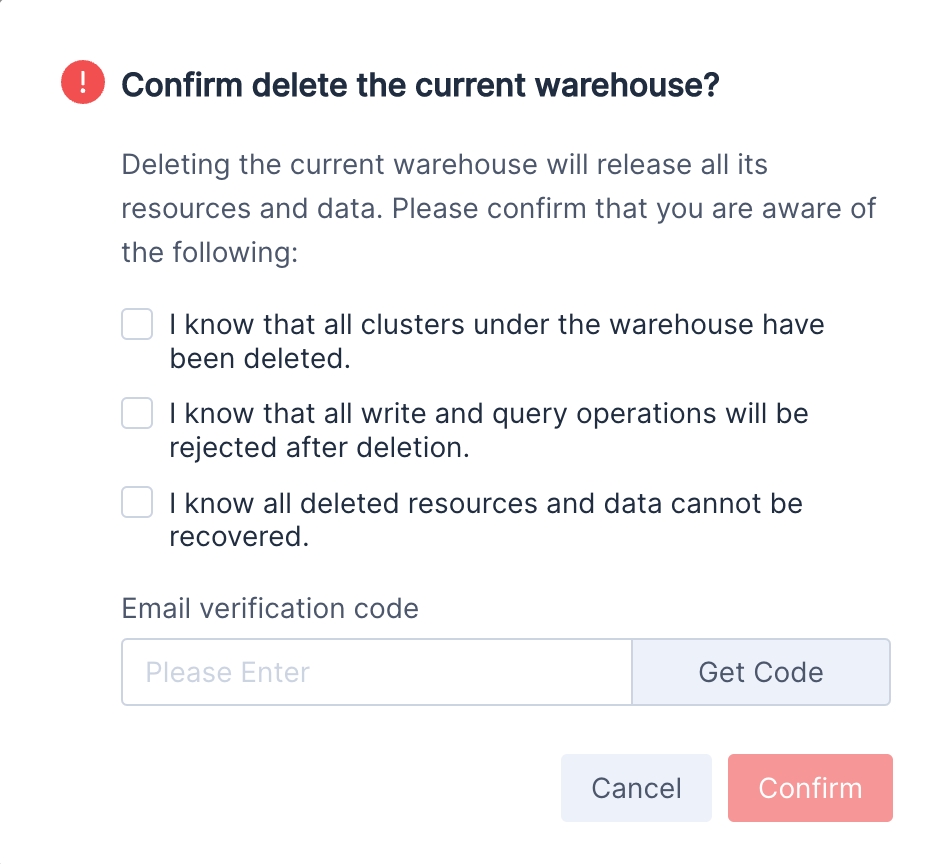 Confirm delete the current warehouse?
Deleting the current warehouse will release all its
resources and data. Please confirm that you are aware of
the following:
I know that all clusters under the warehouse have
been deleted.
I know that all write and query operations will be
rejected after deletion.
I know all deleted resources and data cannot be
recovered.
Email verification code
Please Enter
Get Code
Cancel
Confirm